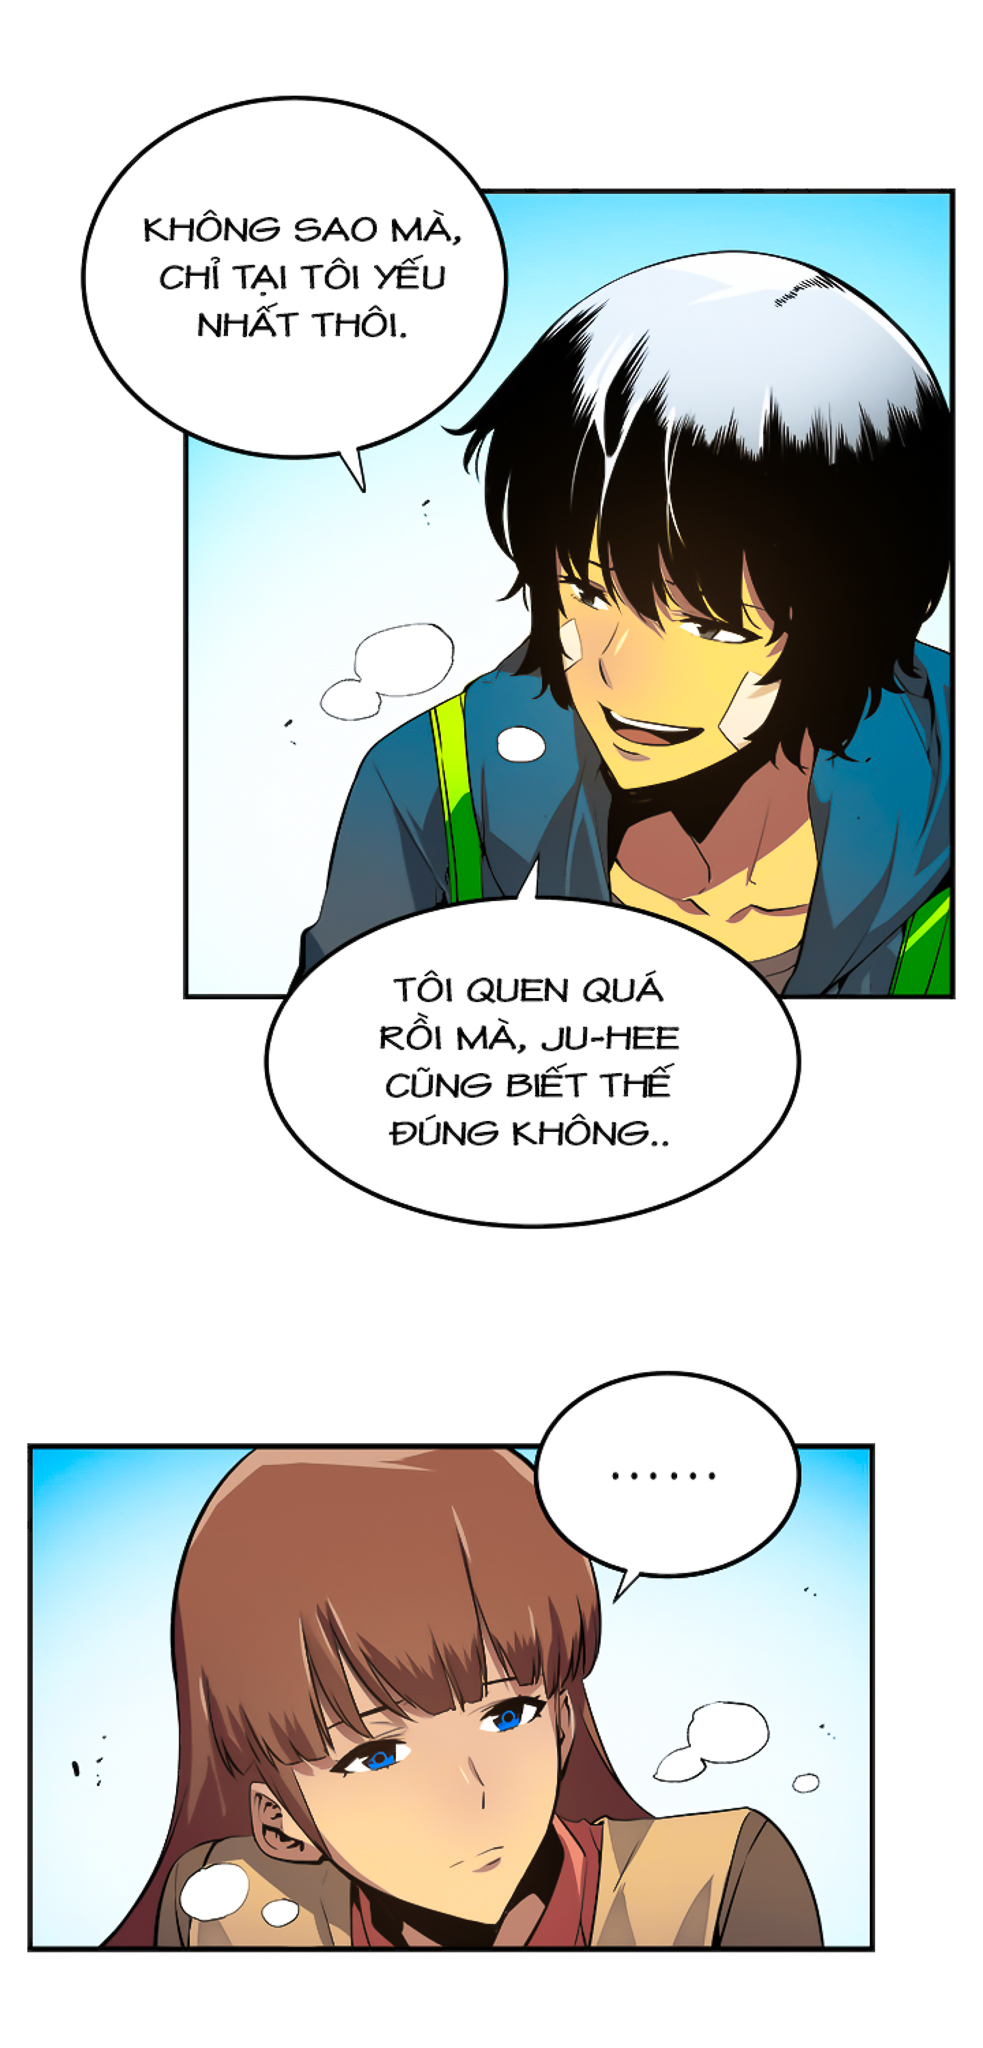 KHÔNG SAO MÀ,
CHỈ TẠI TÔI YẾU
NHẤT THÔI.
TÔI QUEN QUÁ
RỒI MÀ, JU-HEE
CŨNG BIẾT THẾ
ĐÚNG KHÔNG..
......